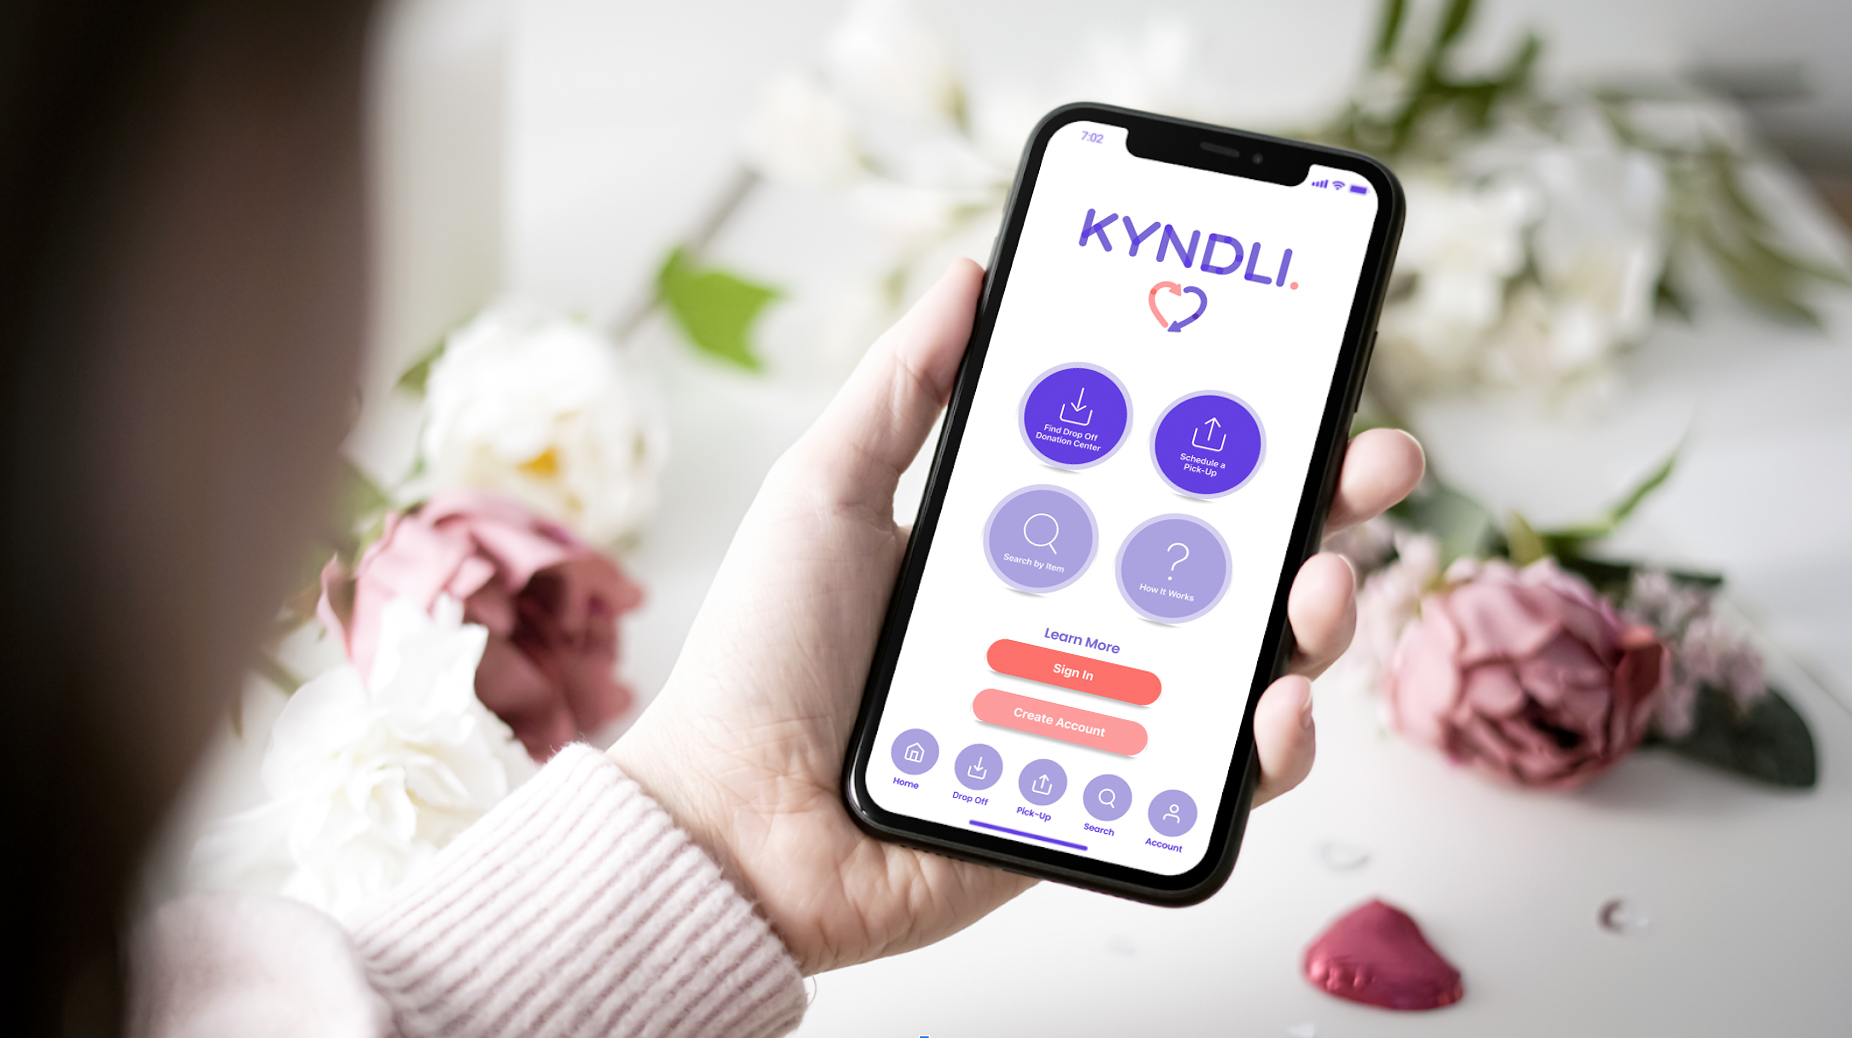 7:02
KYNDLI.
Find Drop Off
Donation Center
Schedule a
Pick-Up
Search by Item
How It Works
Learn More
Sign In
Create Account
Home
Drop Off
Pick-Up
Search
Account